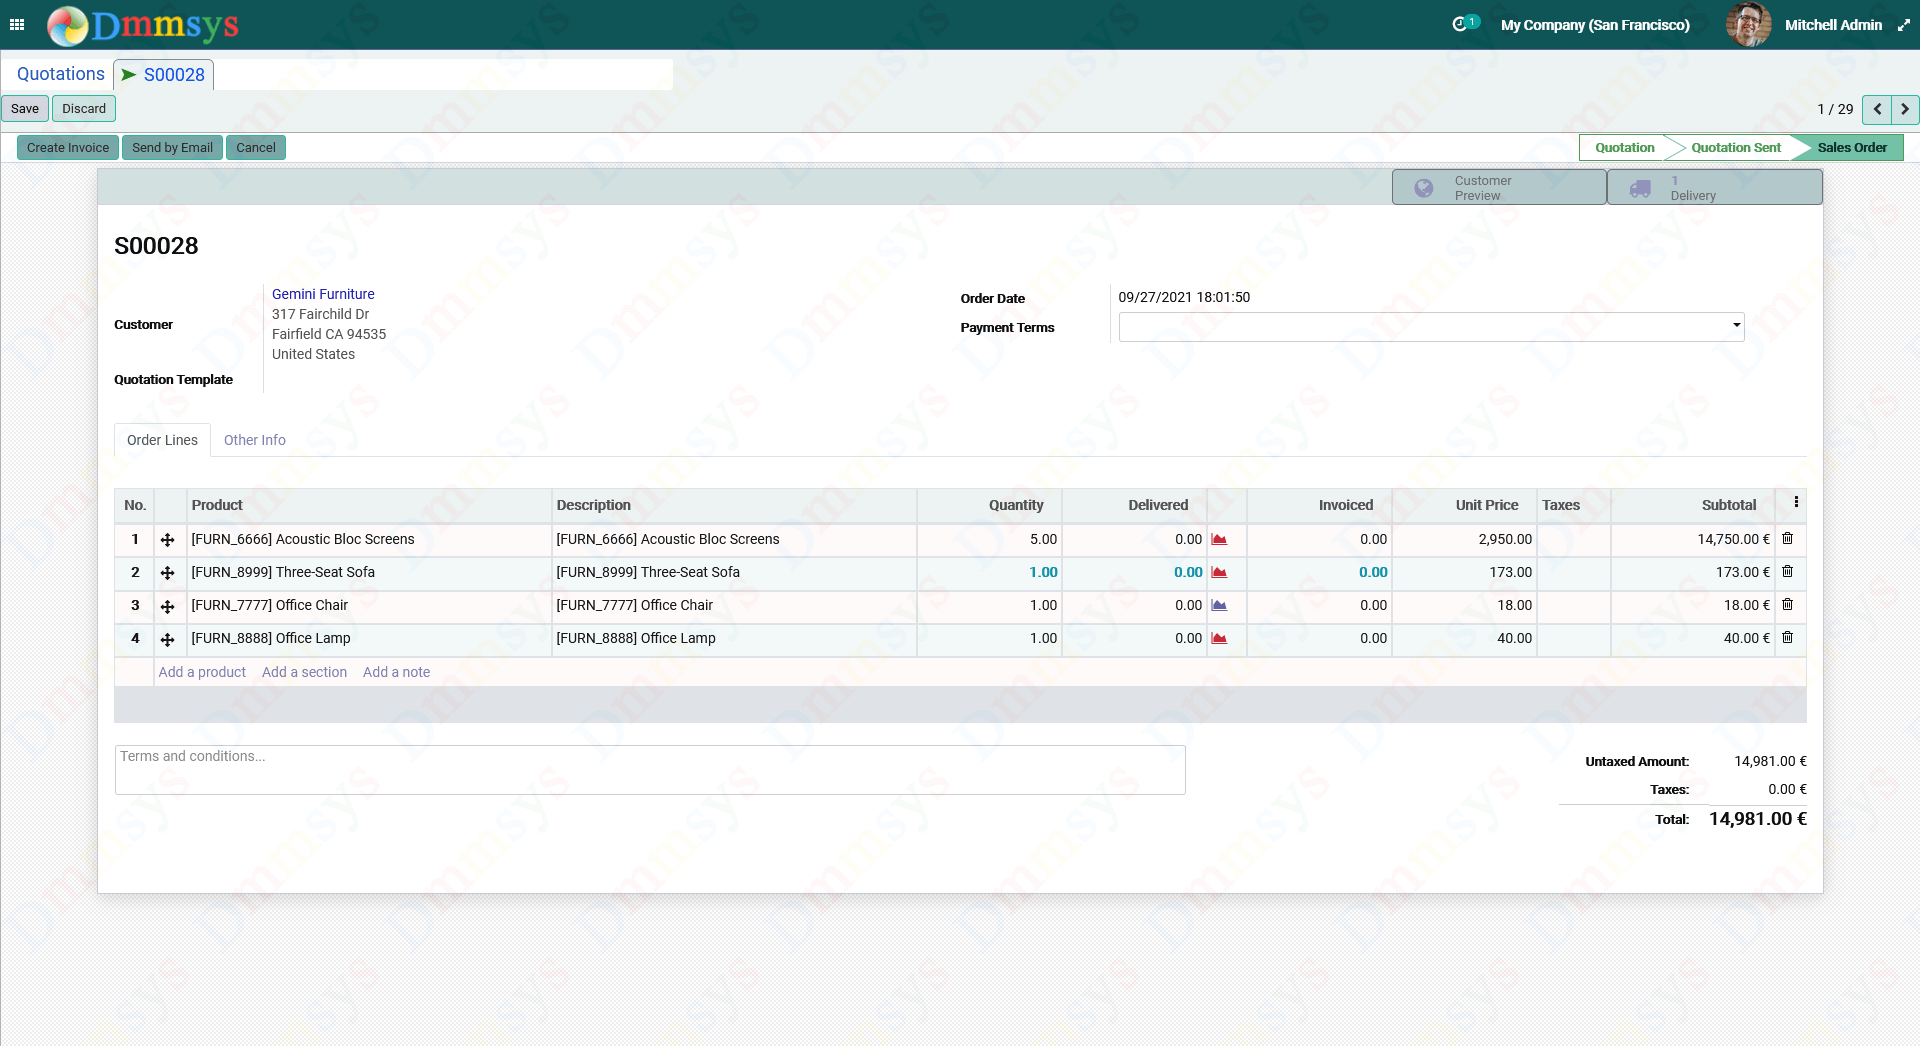 Dmmsys
1 My Company (San Francisco) Mitchell Admin
Quotations S00028
Save Discard 1 / 29
Create Invoice Send by Email Cancel Quotation Quotation Sent Sales Order
Customer Preview
1 Delivery
S00028
Customer
Gemini Furniture
317 Fairchild Dr
Fairfield CA 94535
United States
Quotation Template
Order Date 09/27/2021 18:01:50
Payment Terms
Order Lines Other Info
No. Product Description Quantity Delivered Invoiced Unit Price Taxes Subtotal
1 [FURN_6666] Acoustic Bloc Screens [FURN_6666] Acoustic Bloc Screens 5.00 0.00 0.00 2,950.00 14,750.00 €
2 [FURN_8999] Three-Seat Sofa [FURN_8999] Three-Seat Sofa 1.00 0.00 0.00 173.00 173.00 €
3 [FURN_7777] Office Chair [FURN_7777] Office Chair 1.00 0.00 0.00 18.00 18.00 €
4 [FURN_8888] Office Lamp [FURN_8888] Office Lamp 1.00 0.00 0.00 40.00 40.00 €
Add a product Add a section Add a note
Terms and conditions...
Untaxed Amount: 14,981.00 €
Taxes: 0.00 €
Total: 14,981.00 €